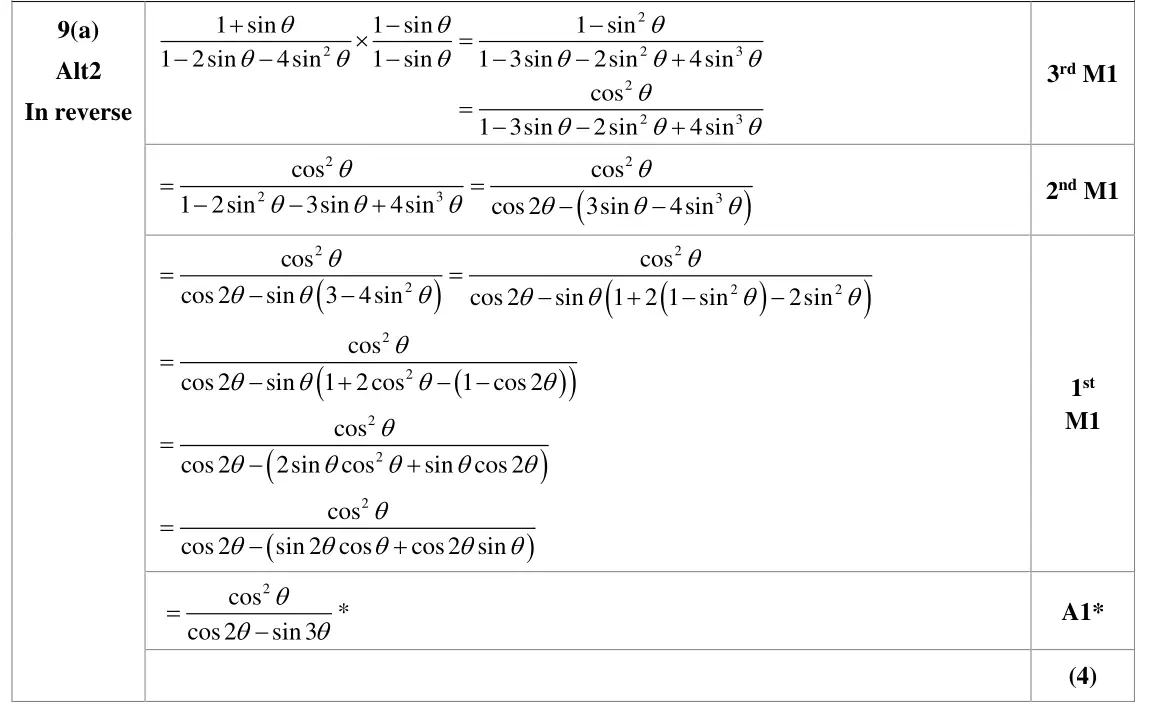 9(a)
Alt2
In reverse
(1 + sin θ)/(1 − 2 sin θ − 4 sin² θ) × (1 − sin θ)/(1 − sin θ) = (1 − sin² θ)/(1 − 3 sin θ − 2 sin² θ + 4 sin³ θ)
= cos² θ/(1 − 3 sin θ − 2 sin² θ + 4 sin³ θ)
3rd M1
= cos² θ/(1 − 2 sin² θ − 3 sin θ + 4 sin³ θ) = cos² θ/(cos 2θ − (3 sin θ − 4 sin³ θ))
2nd M1
= cos² θ/(cos 2θ − sin θ(3 − 4 sin² θ)) = cos² θ/(cos 2θ − sin θ(1 + 2(1 − sin² θ) − 2 sin² θ))
= cos² θ/(cos 2θ − sin θ(1 + 2 cos² θ − (1 − cos 2θ)))
= cos² θ/(cos 2θ − (2 sin θ cos² θ + sin θ cos 2θ))
= cos² θ/(cos 2θ − (sin 2θ cos θ + cos 2θ sin θ))
1st
M1
= cos² θ/(cos 2θ − sin 3θ) *
A1*
(4)